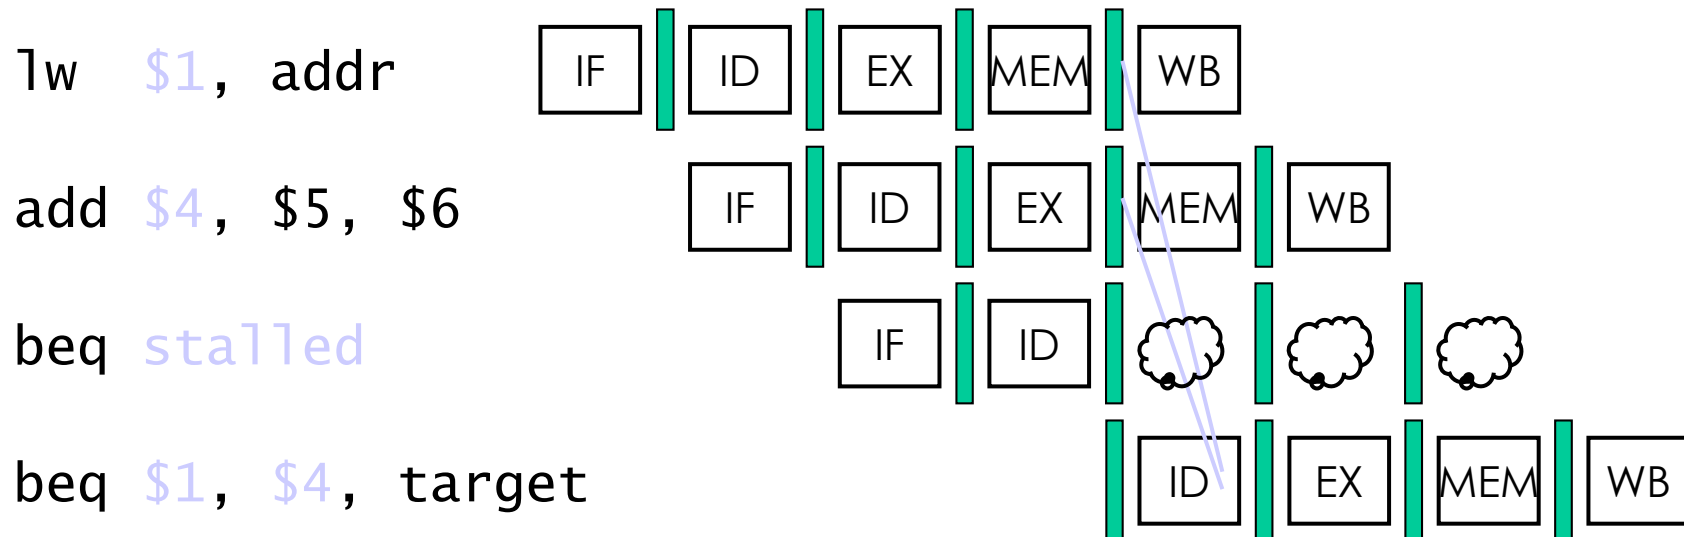 lw $1, addr IF ID EX MEM WB
add $4, $5, $6 IF ID EX MEM WB
beq stalled IF ID
beq $1, $4, target ID EX MEM WB